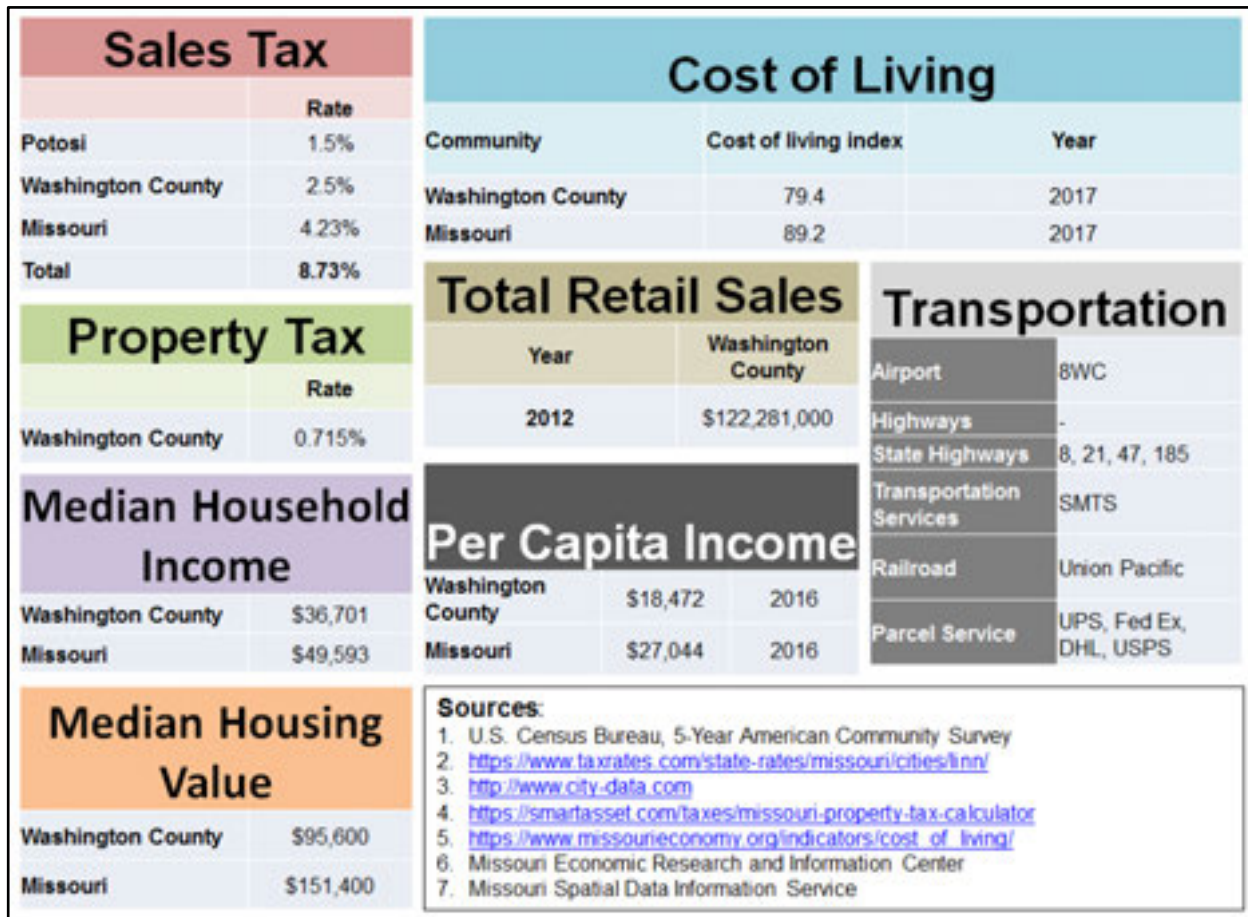 Sales Tax
Rate
Potosi 1.5%
Washington County 2.5%
Missouri 4.23%
Total 8.73%
Property Tax
Rate
Washington County 0.715%
Median Household
Income
Washington County $36,701
Missouri $49,593
Median Housing
Value
Washington County $95,600
Missouri $151,400
Cost of Living
Community Cost of living index Year
Washington County 79.4 2017
Missouri 89.2 2017
Total Retail Sales
Year Washington
County
2012 $122,281,000
Per Capita Income
Washington
County $18,472 2016
Missouri $27,044 2016
Transportation
Airport 8WC
Highways -
State Highways 8, 21, 47, 185
Transportation
Services SMTS
Railroad Union Pacific
Parcel Service UPS, Fed Ex,
DHL, USPS
Sources:
1. U.S. Census Bureau, 5-Year American Community Survey
2. https://www.taxrates.com/state-rates/missouri/cities/linn/
3. http://www.city-data.com
4. https://smartasset.com/taxes/missouri-property-tax-calculator
5. https://www.missourieconomy.org/indicators/cost_of_living/
6. Missouri Economic Research and Information Center
7. Missouri Spatial Data Information Service